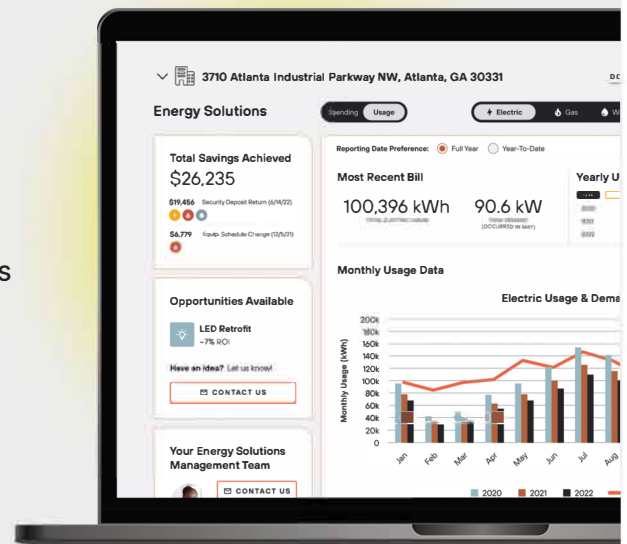 s
3710 Atlanta Industrial Parkway NW, Atlanta, GA 30331
DC
Energy Solutions
Spending Usage
Electric Gas W
Total Savings Achieved
$26,235
$19,456 Security Deposit Return (6/14/22)
$6,779 Equip. Schedule Change (12/5/21)
Reporting Date Preference: Full Year Year-To-Date
Most Recent Bill
100,396 kWh
90.6 kW
(OCCURRED IN MAY)
Yearly U
2020
2021
2022
Monthly Usage Data
Electric Usage & Dema
Monthly Usage (kWh)
200k
180k
160k
140k
120k
100k
80k
60k
40k
20k
0
Jan Feb Mar Apr May Jun Jul Aug
2020 2021 2022
Opportunities Available
LED Retrofit
~7% ROI
Have an idea? Let us know!
CONTACT US
Your Energy Solutions
Management Team
CONTACT US